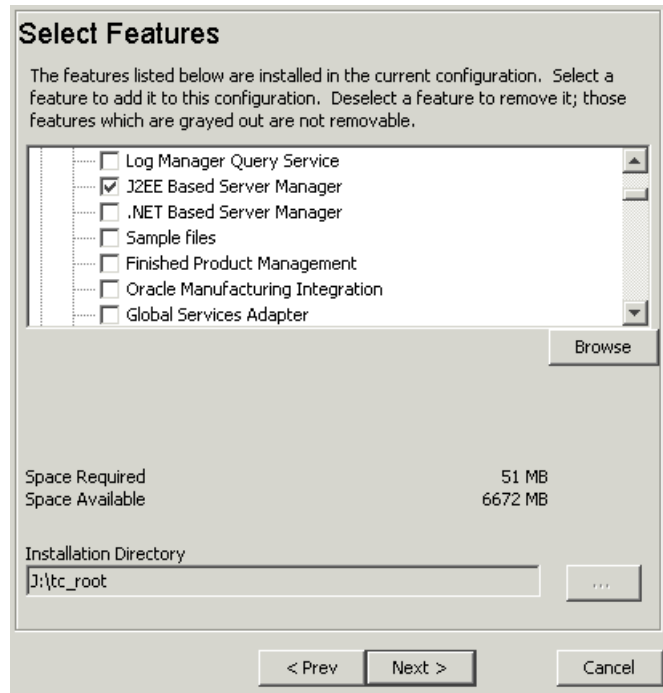 Select Features
The features listed below are installed in the current configuration. Select a
feature to add it to this configuration. Deselect a feature to remove it; those
features which are grayed out are not removable.
Log Manager Query Service
J2EE Based Server Manager
.NET Based Server Manager
Sample files
Finished Product Management
Oracle Manufacturing Integration
Global Services Adapter
Browse
Space Required 51 MB
Space Available 6672 MB
Installation Directory
J:\tc_root
...
< Prev Next > Cancel